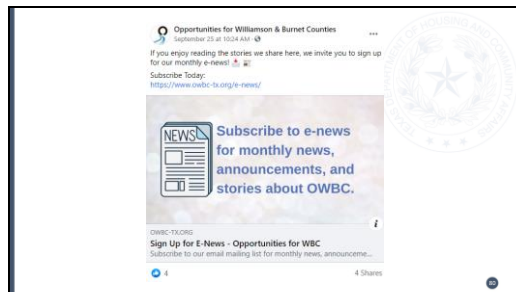 Opportunities for Williamson & Burnet Counties
September 25 at 10:24 AM ·
If you enjoy reading the stories we share here, we invite you to sign up
for our monthly e-news!
Subscribe Today:
https://www.owbc-tx.org/e-news/
NEWS
Subscribe to e-news
for monthly news,
announcements, and
stories about OWBC.
i
OWBC-TX.ORG
Sign Up for E-News - Opportunities for WBC
Subscribe to our email mailing list for monthly news, announceme...
4
4 Shares